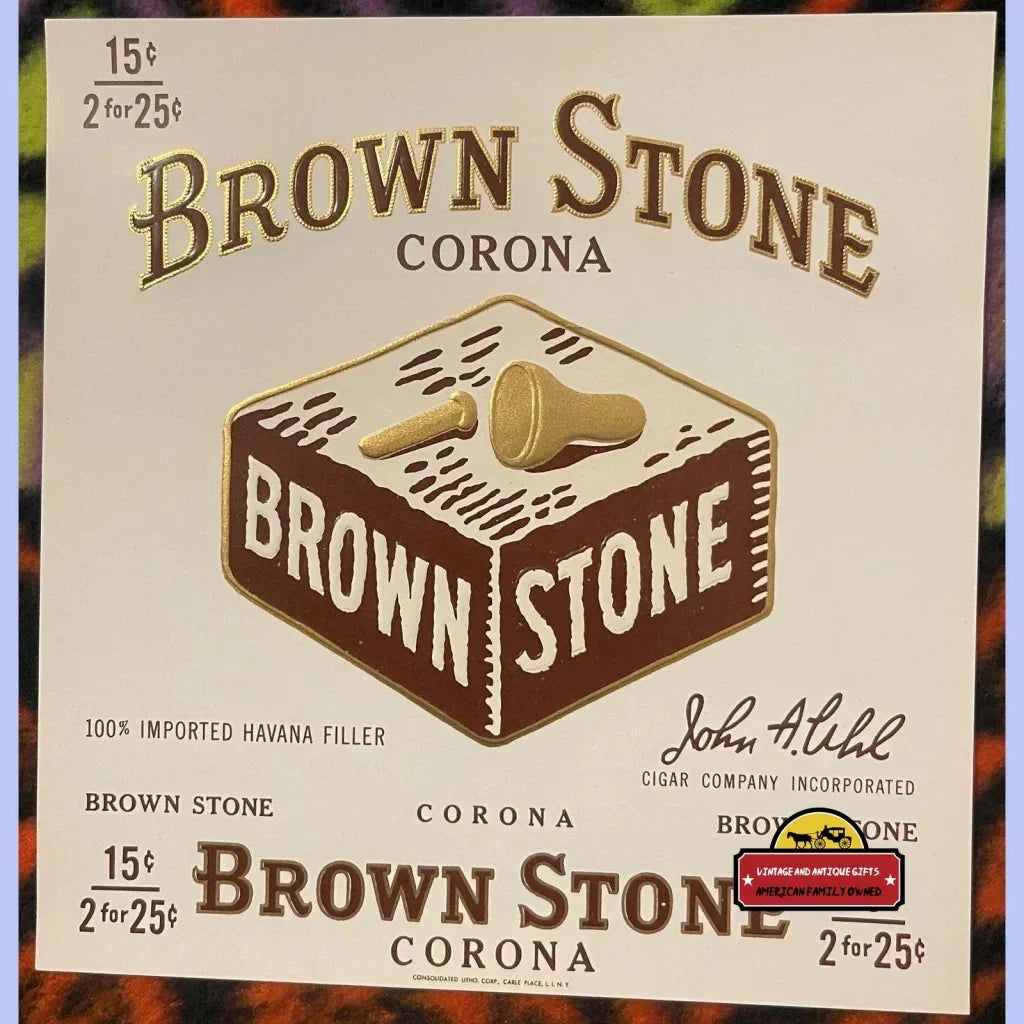 15¢
2 for 25¢
BROWN STONE
CORONA
BROWN STONE
100% IMPORTED HAVANA FILLER
John A. Uhl
CIGAR COMPANY INCORPORATED
BROWN STONE
CORONA
15¢
2 for 25¢
BROWN STONE
CORONA
VINTAGE AND ANTIQUE GIFTS
AMERICAN FAMILY OWNED
2 for 25¢
CONSOLIDATED LITHO. CORP., CARLE PLACE, L. I. N. Y.